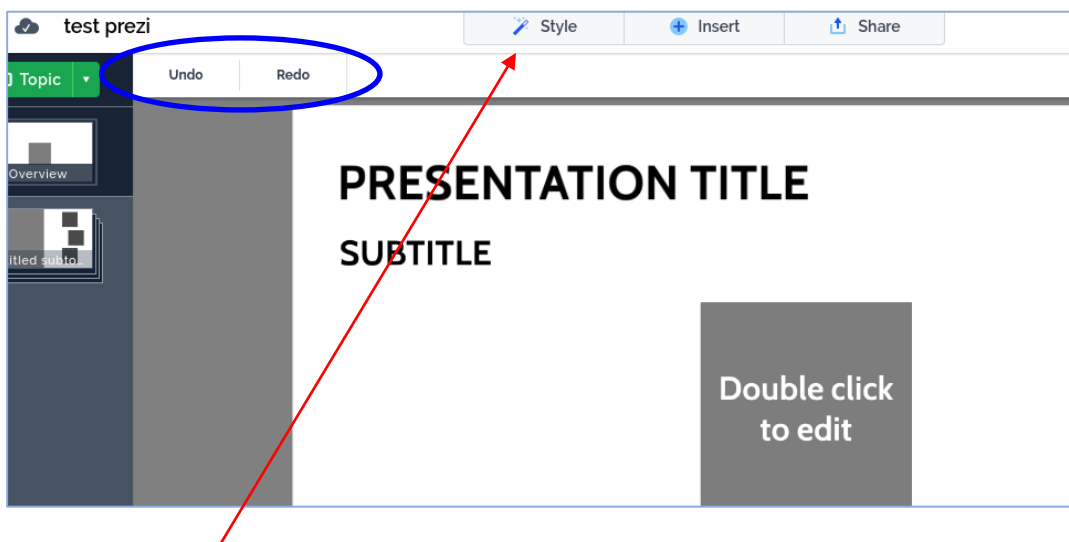 test prezi
Style
Insert
Share
Topic
Undo
Redo
Overview
PRESENTATION TITLE
SUBTITLE
itled subto...
Double click
to edit